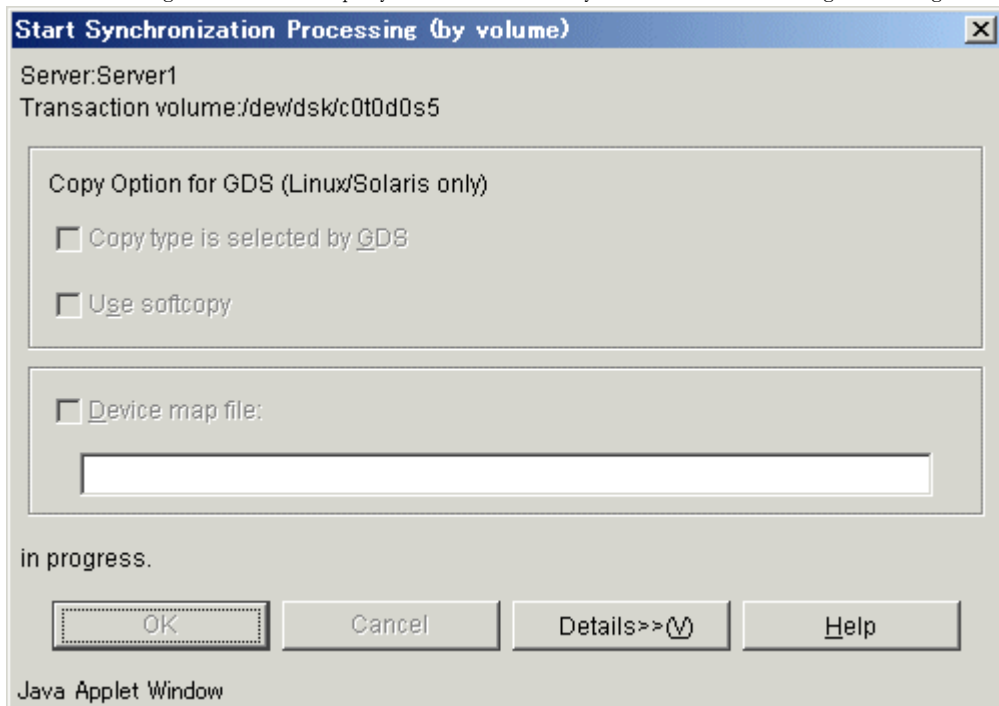 Start Synchronization Processing (by volume)
Server:Server1
Transaction volume:/dev/dsk/c0t0d0s5
Copy Option for GDS (Linux/Solaris only)
Copy type is selected by GDS
Use softcopy
Device map file:
in progress.
OK Cancel Details>>(V) Help
Java Applet Window